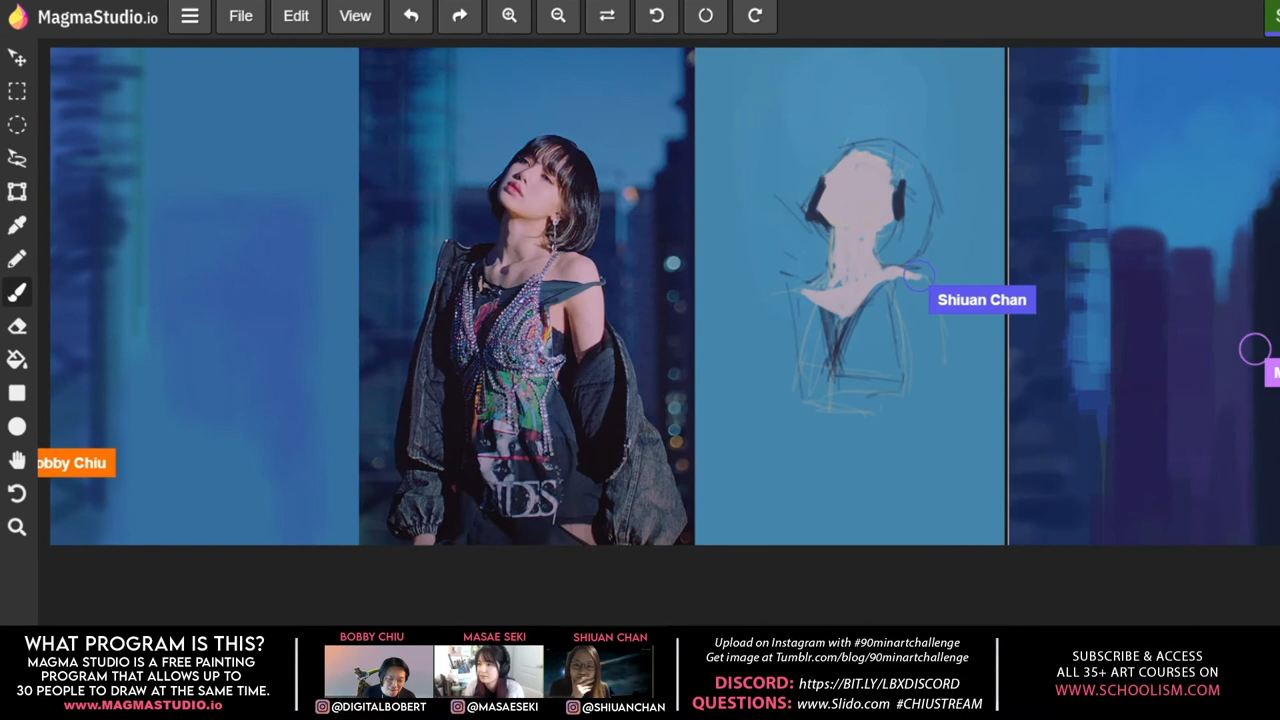 MagmaStudio.io
File
Edit
View
S
Shiuan Chan
M
obby Chiu
IDES
WHAT PROGRAM IS THIS?
MAGMA STUDIO IS A FREE PAINTING
PROGRAM THAT ALLOWS UP TO
30 PEOPLE TO DRAW AT THE SAME TIME.
www.MAGMASTUDIO.io
BOBBY CHIU
MASAE SEKI
SHIUAN CHAN
@DIGITALBOBERT
@MASAESEKI
@SHIUANCHAN
Upload on Instagram with #90minartchallenge
Get image at Tumblr.com/blog/90minartchallenge
DISCORD: https://BIT.LY/LBXDISCORD
QUESTIONS: www.Slido.com #CHIUSTREAM
SUBSCRIBE & ACCESS
ALL 35+ ART COURSES ON
WWW.SCHOOLISM.COM